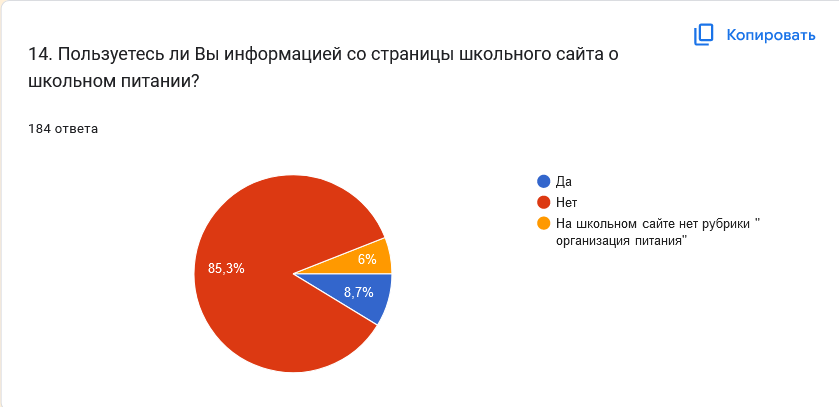 Копировать
14. Пользуетесь ли Вы информацией со страницы школьного сайта о
школьном питании?
184 ответа
Да
Нет
На школьном сайте нет рубрики "
организация питания"
85,3%
6%
8,7%